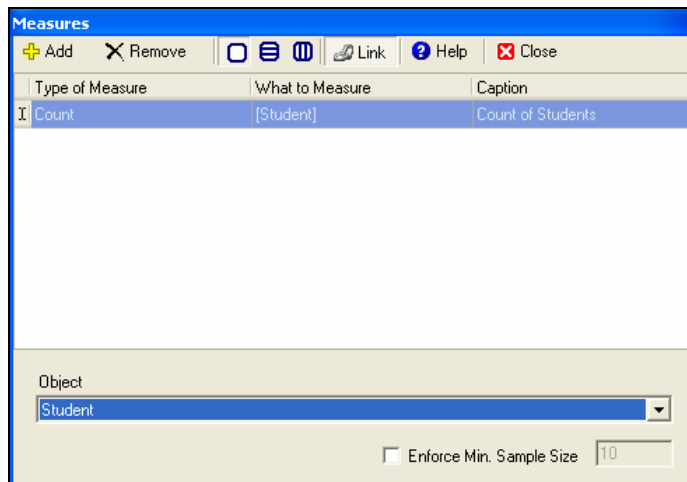 Measures
Add Remove Link Help Close
Type of Measure What to Measure Caption
Count [Student] Count of Students
Object
Student
Enforce Min. Sample Size 10